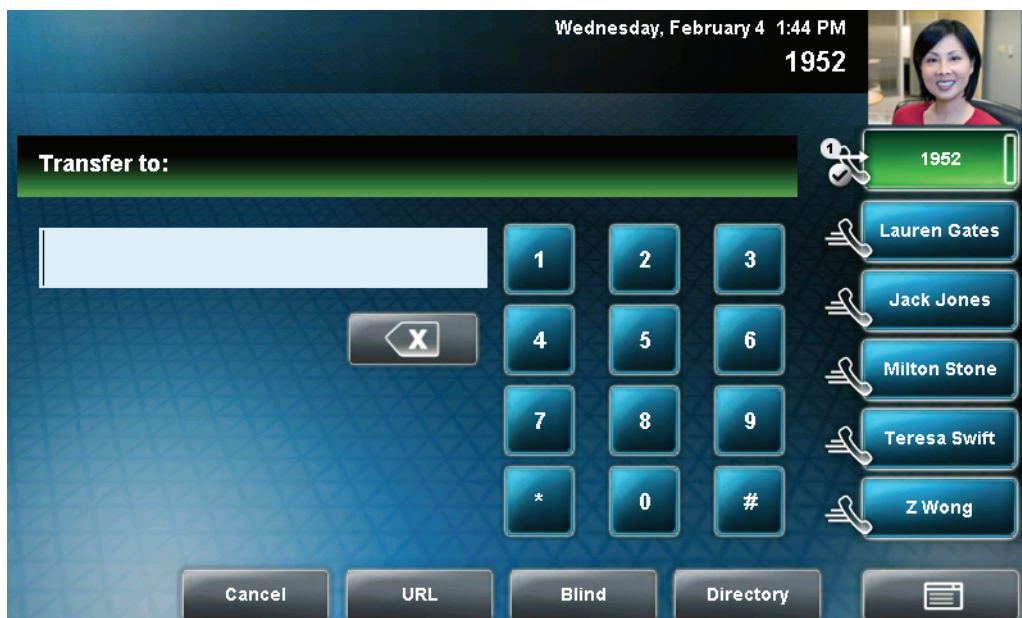 Wednesday, February 4 1:44 PM
1952
Transfer to:
1 2 3
X
4 5 6
7 8 9
* 0 #
1
1952
Lauren Gates
Jack Jones
Milton Stone
Teresa Swift
Z Wong
Cancel URL Blind Directory